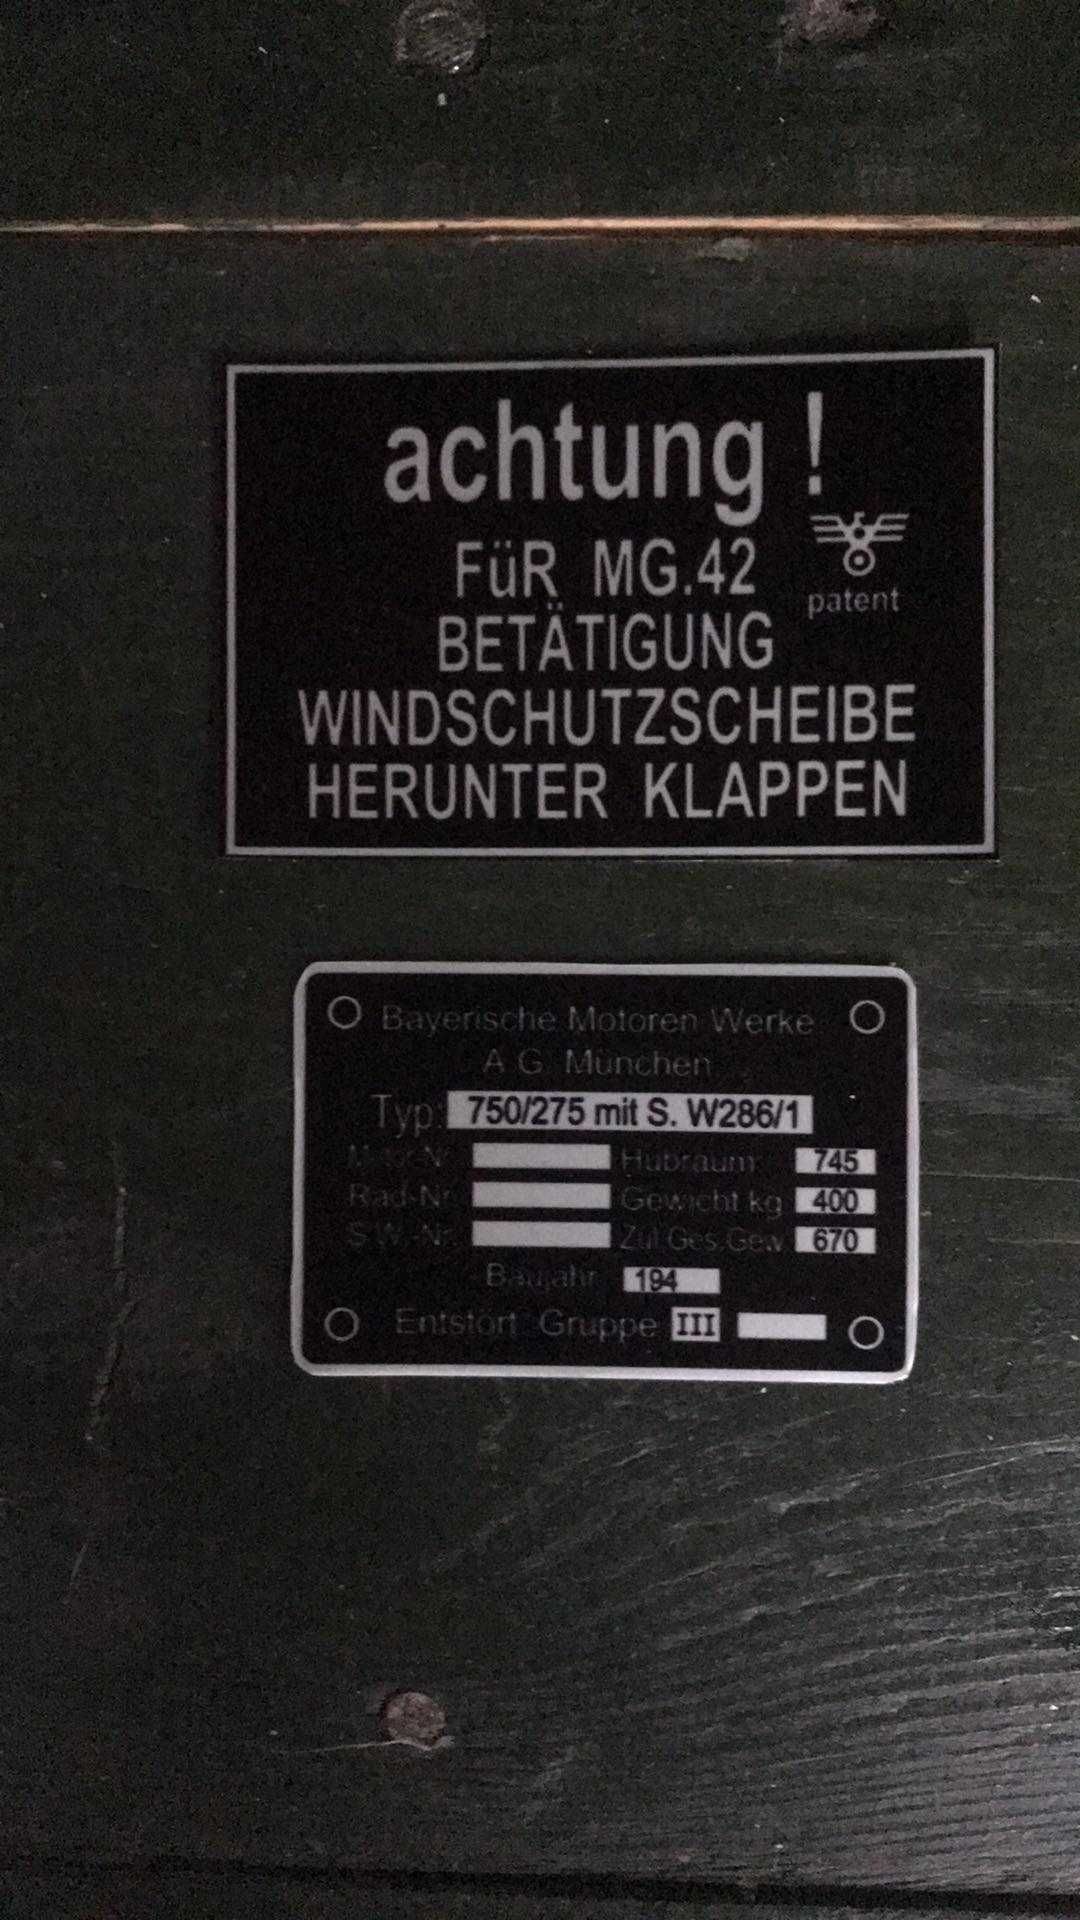 achtung !
FüR MG.42
patent
BETÄTIGUNG
WINDSCHUTZSCHEIBE
HERUNTER KLAPPEN
Bayerische Motoren Werke
A G München
Typ: 750/275 mit S. W286/1
Hubraum: 745
Rad-Nr. Gewicht kg 400
S.W.-Nr. Zul.Ges.Gew. 670
Baujahr 194
Entstört Gruppe III